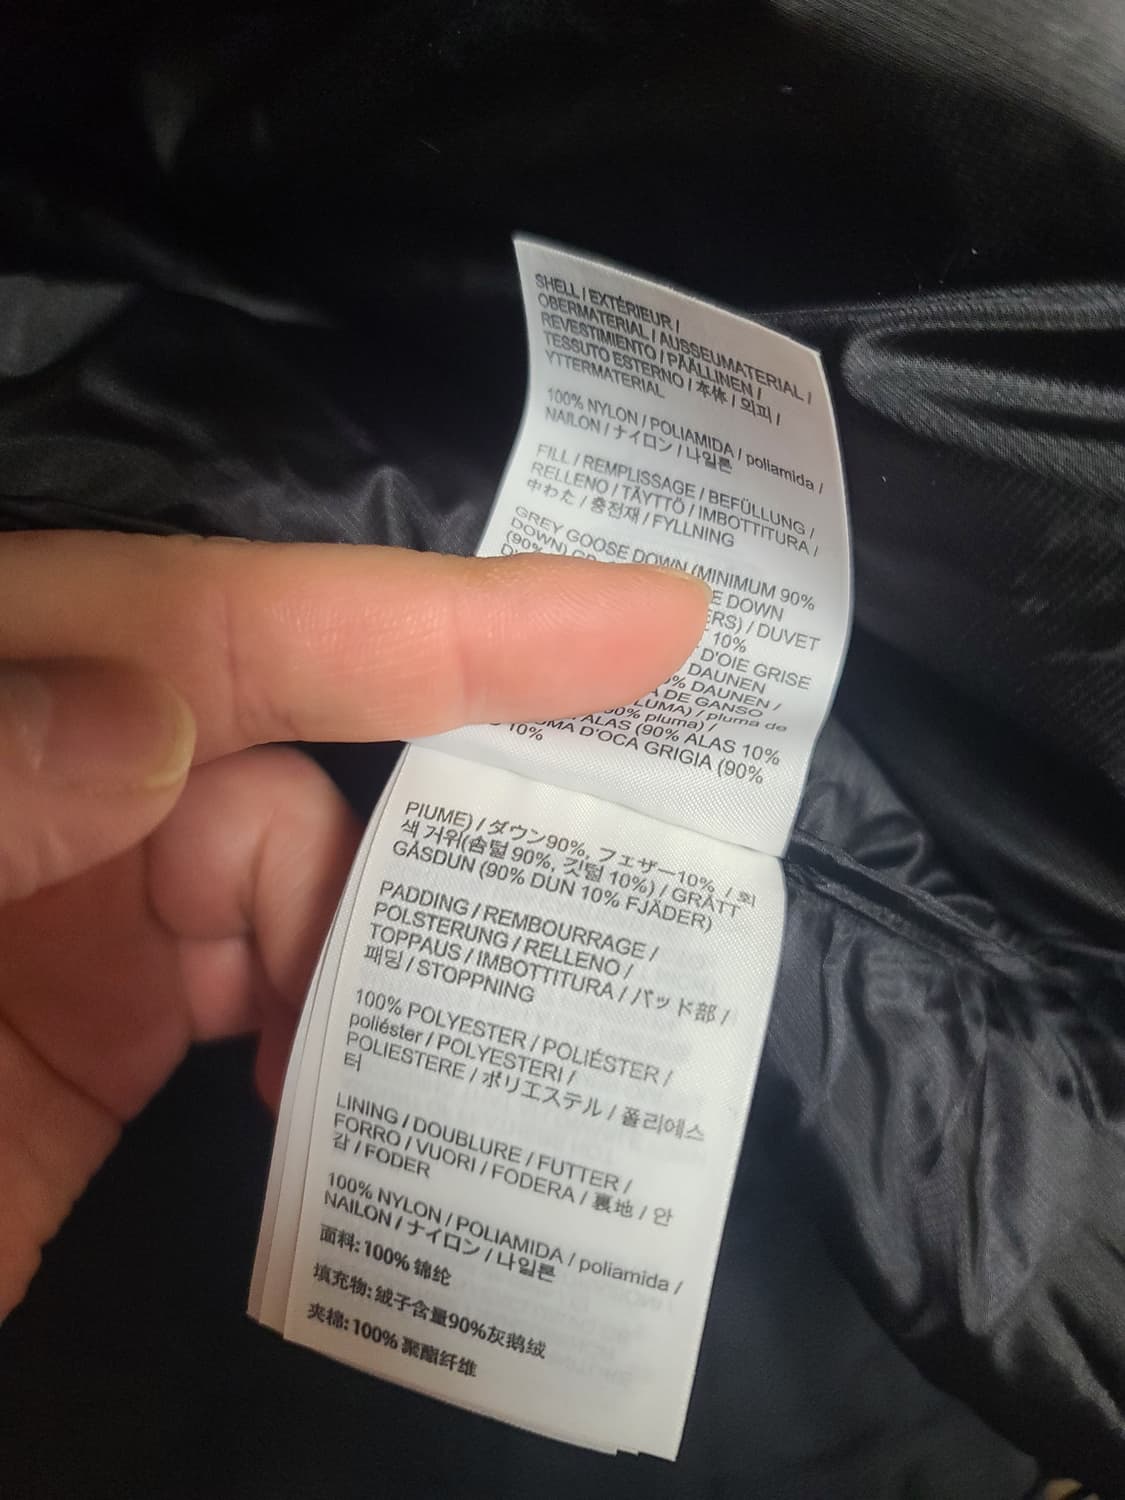 SHELL / EXTÉRIEUR /
OBERMATERIAL / AUSSEUMATERIAL /
REVESTIMIENTO / PÄÄLLINEN /
TESSUTO ESTERNO / 本体 / 외피 /
YTTERMATERIAL
100% NYLON / POLIAMIDA / poliamida /
NAILON / ナイロン / 나일론
FILL / REMPLISSAGE / BEFÜLLUNG /
RELLENO / TÄYTTÖ / IMBOTTITURA /
中わた / 충전재 / FYLLNING
GREY GOOSE DOWN (MINIMUM 90%
DOWN) DOWN
(90% / DUVET
10%
D'OIE GRISE
DAUNEN
DAUNEN /
DE GANSO
pluma de
pluma) /
ALAS (90% ALAS 10%
D'OCA GRIGIA (90%
10%
PIUME) / ダウン90%, フェザー10% / 회
색 거위(솜털 90%, 깃털 10%) / GRÅTT
GÅSDUN (90% DUN 10% FJÄDER)
PADDING / REMBOURRAGE /
POLSTERUNG / RELLENO /
TOPPAUS / IMBOTTITURA / パッド部 /
패딩 / STOPPNING
100% POLYESTER / POLIÉSTER /
poliéster / POLYESTERI /
POLIESTERE / ポリエステル / 폴리에스
터
LINING / DOUBLURE / FUTTER /
FORRO / VUORI / FODERA / 裏地 / 안
감 / FODER
100% NYLON / POLIAMIDA / poliamida /
NAILON / ナイロン / 나일론
面料: 100% 锦纶
填充物: 绒子含量90%灰鹅绒
夹棉: 100% 聚酯纤维